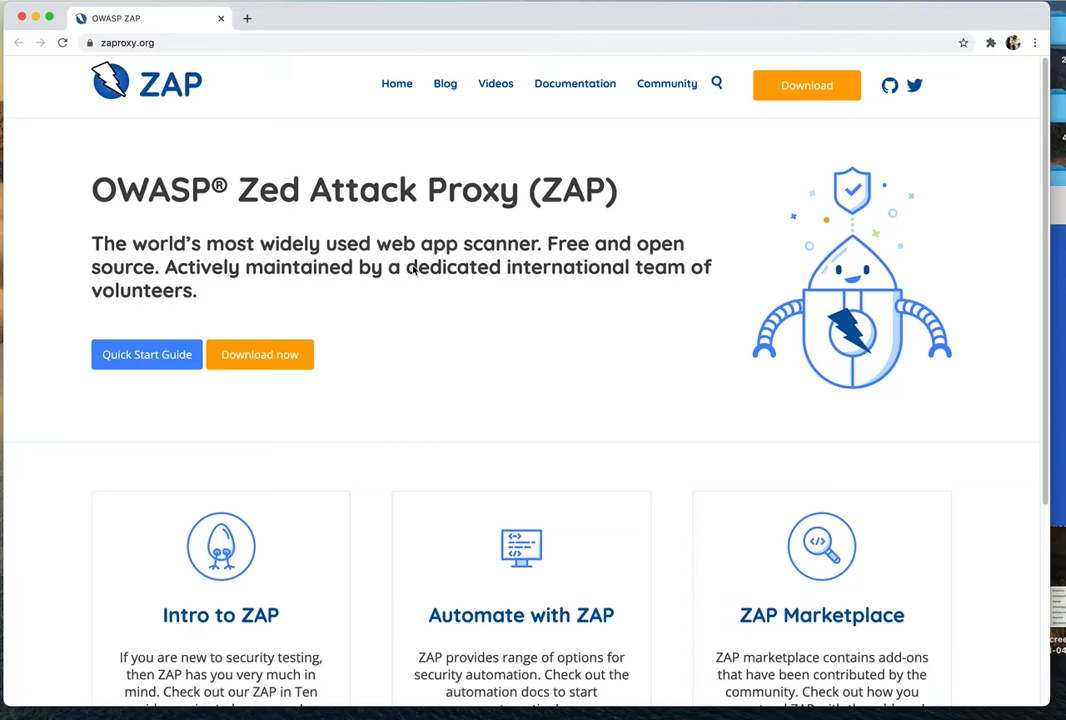 OWASP ZAP
zaproxy.org
ZAP
Home Blog Videos Documentation Community Download
OWASP® Zed Attack Proxy (ZAP)
The world's most widely used web app scanner. Free and open
source. Actively maintained by a dedicated international team of
volunteers.
Quick Start Guide Download now
Intro to ZAP
If you are new to security testing,
then ZAP has you very much in
mind. Check out our ZAP in Ten
Automate with ZAP
ZAP provides range of options for
security automation. Check out the
automation docs to start
ZAP Marketplace
ZAP marketplace contains add-ons
that have been contributed by the
community. Check out how you